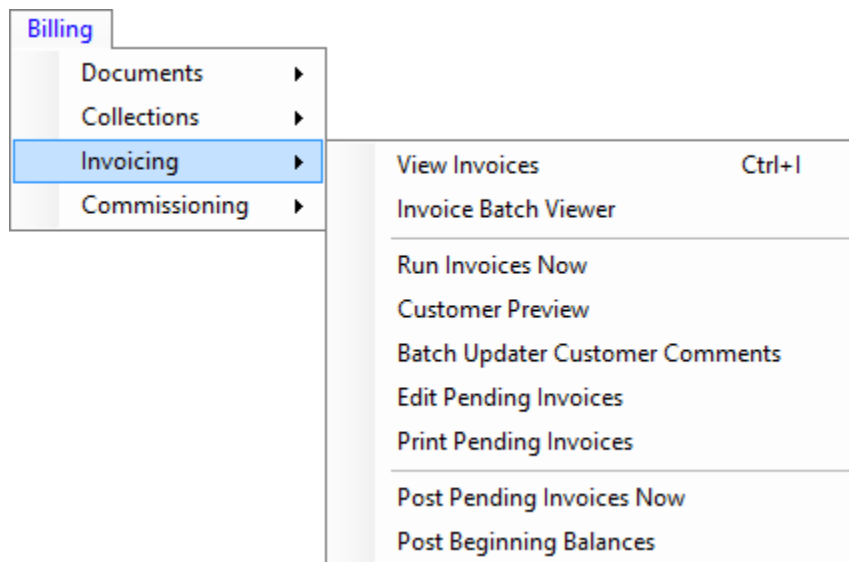 Billing
Documents
Collections
Invoicing
Commissioning
View Invoices Ctrl+I
Invoice Batch Viewer
Run Invoices Now
Customer Preview
Batch Updater Customer Comments
Edit Pending Invoices
Print Pending Invoices
Post Pending Invoices Now
Post Beginning Balances